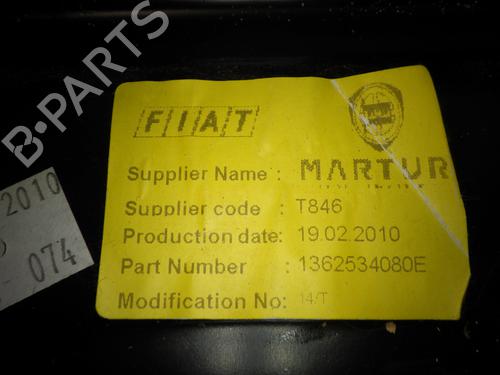 B-PARTS
FIAT
Supplier Name : MARTUR
Supplier code : T846
Production date: 19.02.2010
Part Number : 1362534080E
Modification No: 14/T
2010
074